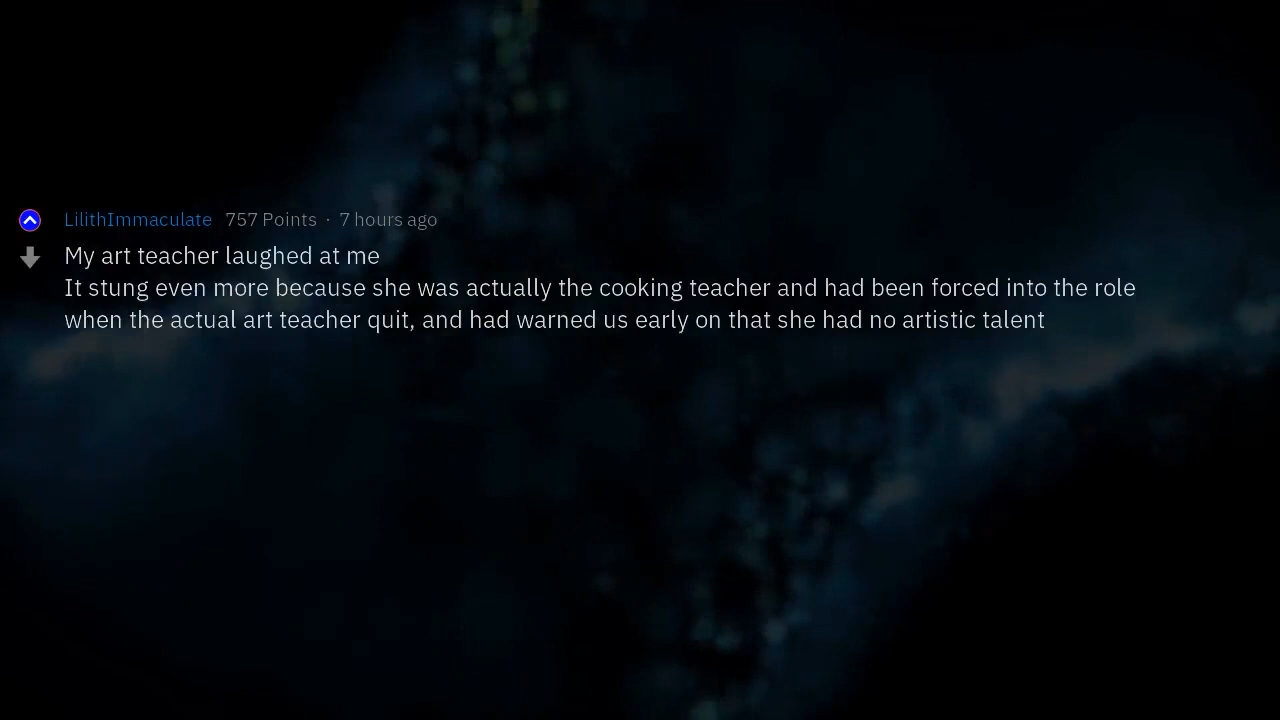 LilithImmaculate 757 Points · 7 hours ago
My art teacher laughed at me
It stung even more because she was actually the cooking teacher and had been forced into the role
when the actual art teacher quit, and had warned us early on that she had no artistic talent